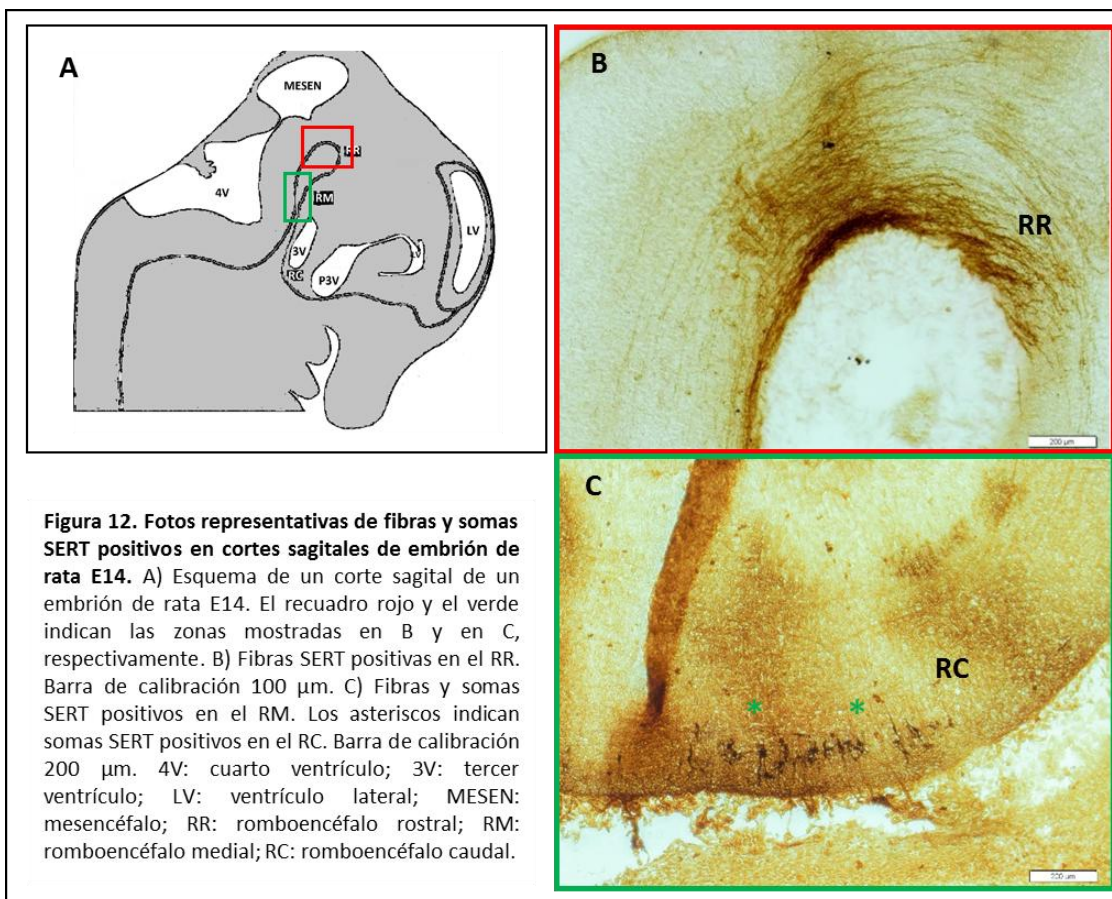 A
MESEN
RR
4V
RM
LV
3V
LV
RC
P3V
B
RR
200 µm
C
RC
*
*
200 µm
Figura 12. Fotos representativas de fibras y somas
SERT positivos en cortes sagitales de embrión de
rata E14. A) Esquema de un corte sagital de un
embrión de rata E14. El recuadro rojo y el verde
indican las zonas mostradas en B y en C,
respectivamente. B) Fibras SERT positivas en el RR.
Barra de calibración 100 µm. C) Fibras y somas
SERT positivos en el RM. Los asteriscos indican
somas SERT positivos en el RC. Barra de calibración
200 µm. 4V: cuarto ventrículo; 3V: tercer
ventrículo; LV: ventrículo lateral; MESEN:
mesencéfalo; RR: romboencéfalo rostral; RM:
romboencéfalo medial; RC: romboencéfalo caudal.